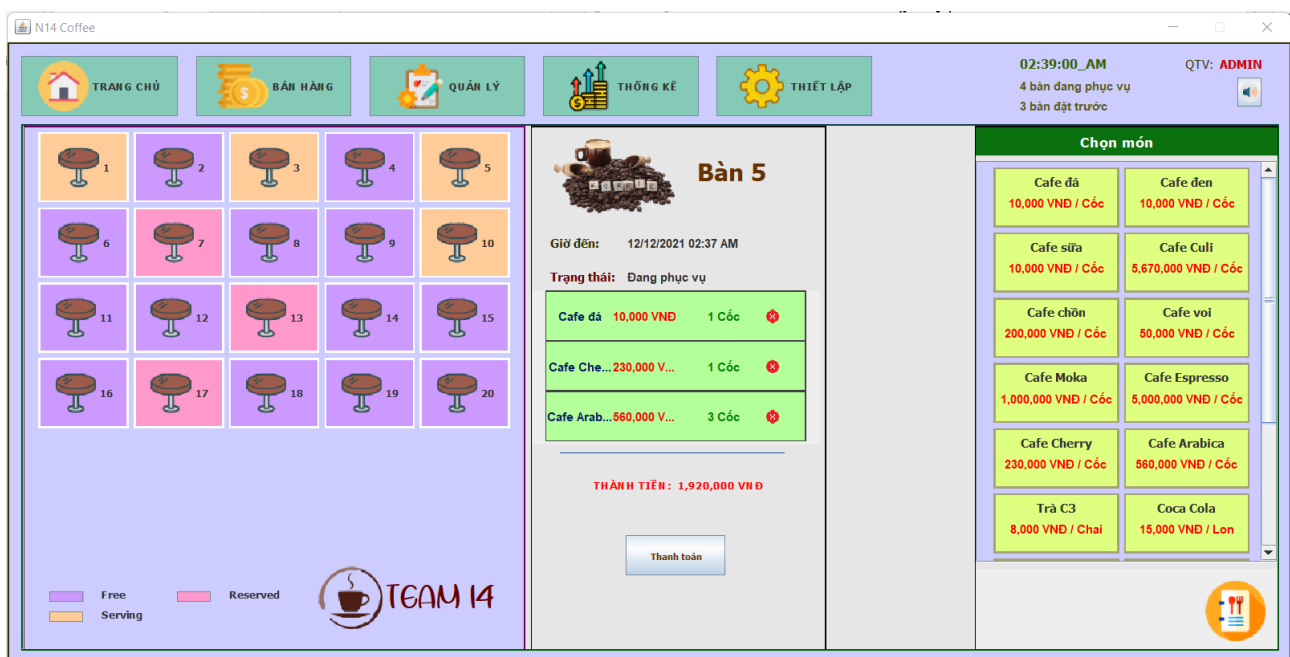 N14 Coffee
TRANG CHỦ
BÁN HÀNG
QUẢN LÝ
THỐNG KÊ
THIẾT LẬP
02:39:00_AM
QTV: ADMIN
4 bàn đang phục vụ
3 bàn đặt trước
1
2
3
4
5
6
7
8
9
10
11
12
13
14
15
16
17
18
19
20
Free
Reserved
Serving
TEAM 14
Bàn 5
Giờ đến: 12/12/2021 02:37 AM
Trạng thái: Đang phục vụ
Cafe đá 10,000 VNĐ 1 Cốc
Cafe Che... 230,000 V... 1 Cốc
Cafe Arab... 560,000 V... 3 Cốc
THÀNH TIỀN: 1,920,000 VNĐ
Thanh toán
Chọn món
Cafe đá
10,000 VNĐ / Cốc
Cafe đen
10,000 VNĐ / Cốc
Cafe sữa
10,000 VNĐ / Cốc
Cafe Culi
5,670,000 VNĐ / Cốc
Cafe chồn
200,000 VNĐ / Cốc
Cafe voi
50,000 VNĐ / Cốc
Cafe Moka
1,000,000 VNĐ / Cốc
Cafe Espresso
5,000,000 VNĐ / Cốc
Cafe Cherry
230,000 VNĐ / Cốc
Cafe Arabica
560,000 VNĐ / Cốc
Trà C3
8,000 VNĐ / Chai
Coca Cola
15,000 VNĐ / Lon